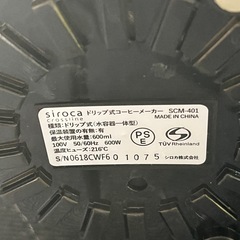 siroca ドリップ式コーヒーメーカー SCM-401
crossline MADE IN CHINA
種類：ドリップ式(水容器一体型)
保温装置の有無：有
最大使用水量：600ml
100V 50/60Hz 600W
温度ヒューズ：216℃
PSE
TÜVRheinland
S/N0618CWF601075 シロカ株式会社